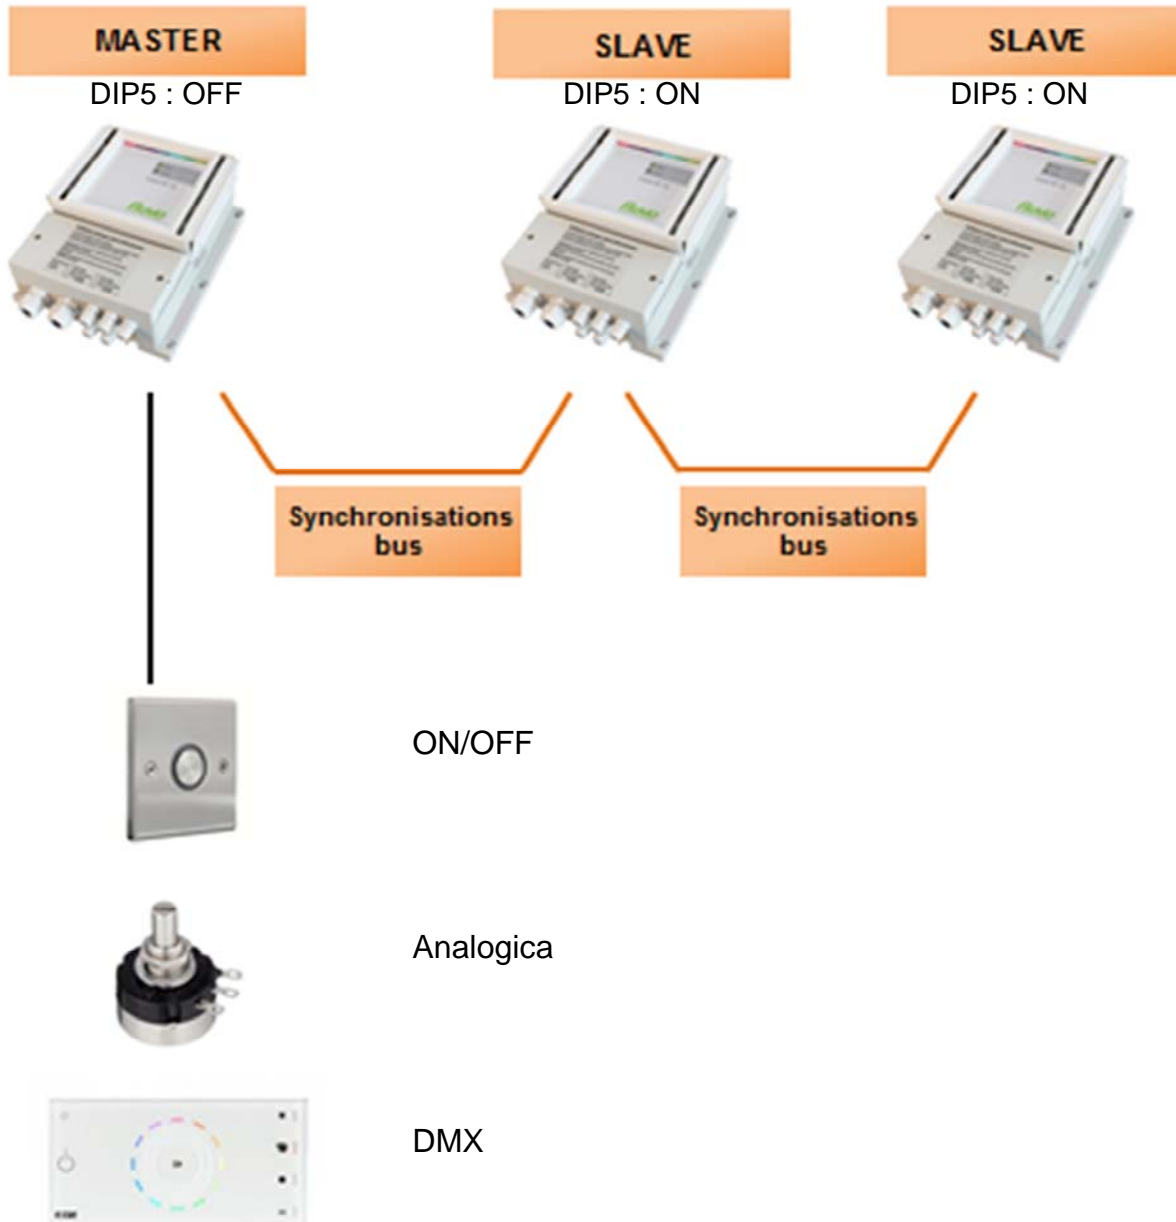 MASTER
SLAVE
SLAVE
DIP5 : OFF
DIP5 : ON
DIP5 : ON
Synchronisations
bus
Synchronisations
bus
ON/OFF
Analogica
DMX